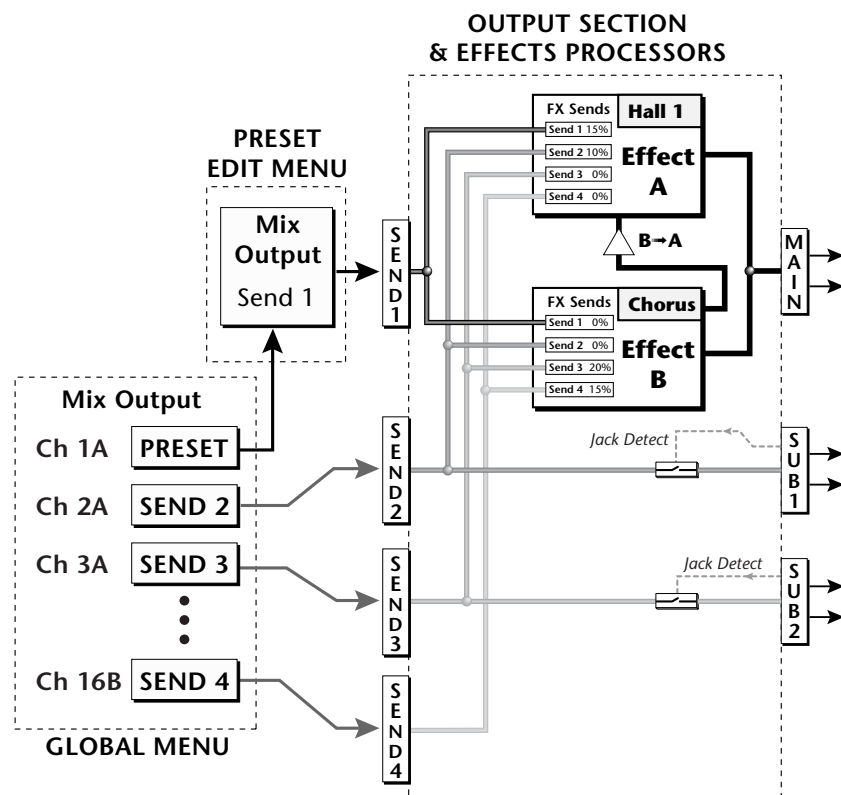 OUTPUT SECTION
& EFFECTS PROCESSORS
PRESET
EDIT MENU
Mix
Output
Send 1
SEND1
FX Sends
Hall 1
Send 1 15%
Send 2 10%
Send 3 0%
Send 4 0%
Effect
A
B→A
FX Sends
Chorus
Send 1 0%
Send 2 0%
Send 3 20%
Send 4 15%
Effect
B
MAIN
Mix Output
Ch 1A PRESET
Ch 2A SEND 2
Ch 3A SEND 3
Ch 16B SEND 4
GLOBAL MENU
SEND2
Jack Detect
SUB1
SEND3
Jack Detect
SUB2
SEND4